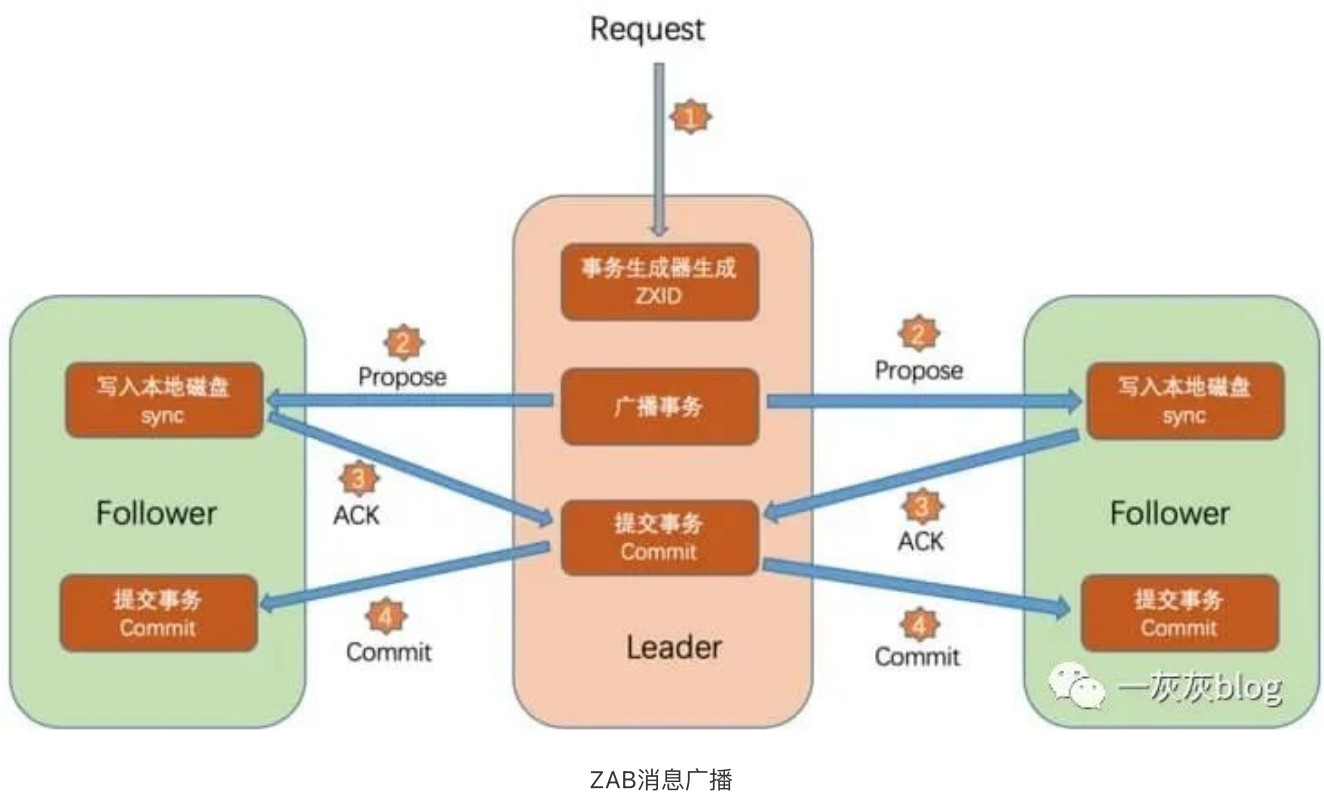 Request
1
事务生成器生成
ZXID
2
Propose
2
Propose
写入本地磁盘
sync
广播事务
写入本地磁盘
sync
3
ACK
3
ACK
Follower
提交事务
Commit
Follower
提交事务
Commit
4
Commit
Leader
4
Commit
提交事务
Commit
一灰灰blog
ZAB消息广播